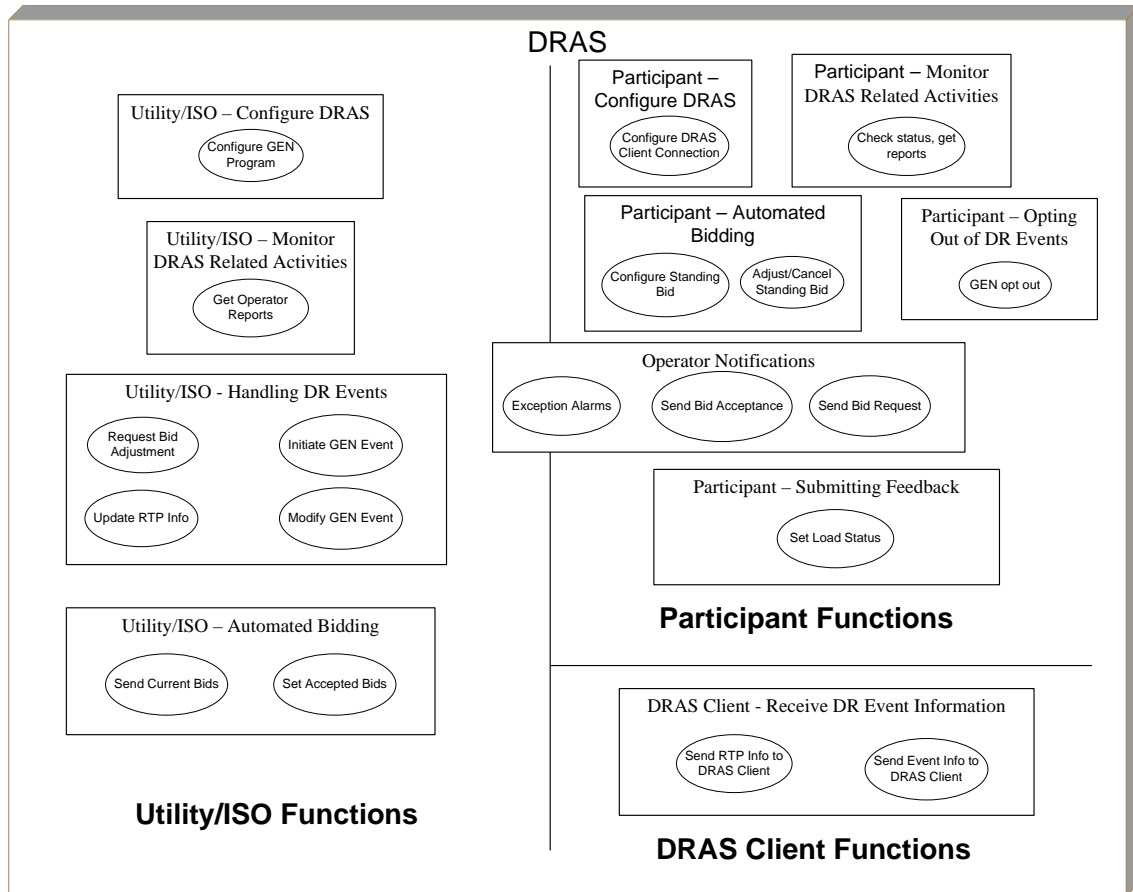 DRAS
Utility/ISO – Configure DRAS
Configure GEN
Program
Utility/ISO – Monitor
DRAS Related Activities
Get Operator
Reports
Utility/ISO - Handling DR Events
Request Bid
Adjustment
Initiate GEN Event
Update RTP Info
Modify GEN Event
Utility/ISO – Automated Bidding
Send Current Bids
Set Accepted Bids
Utility/ISO Functions
Participant –
Configure DRAS
Configure DRAS
Client Connection
Participant – Monitor
DRAS Related Activities
Check status, get
reports
Participant – Automated
Bidding
Configure Standing
Bid
Adjust/Cancel
Standing Bid
Participant – Opting
Out of DR Events
GEN opt out
Operator Notifications
Exception Alarms
Send Bid Acceptance
Send Bid Request
Participant – Submitting Feedback
Set Load Status
Participant Functions
DRAS Client - Receive DR Event Information
Send RTP Info to
DRAS Client
Send Event Info to
DRAS Client
DRAS Client Functions